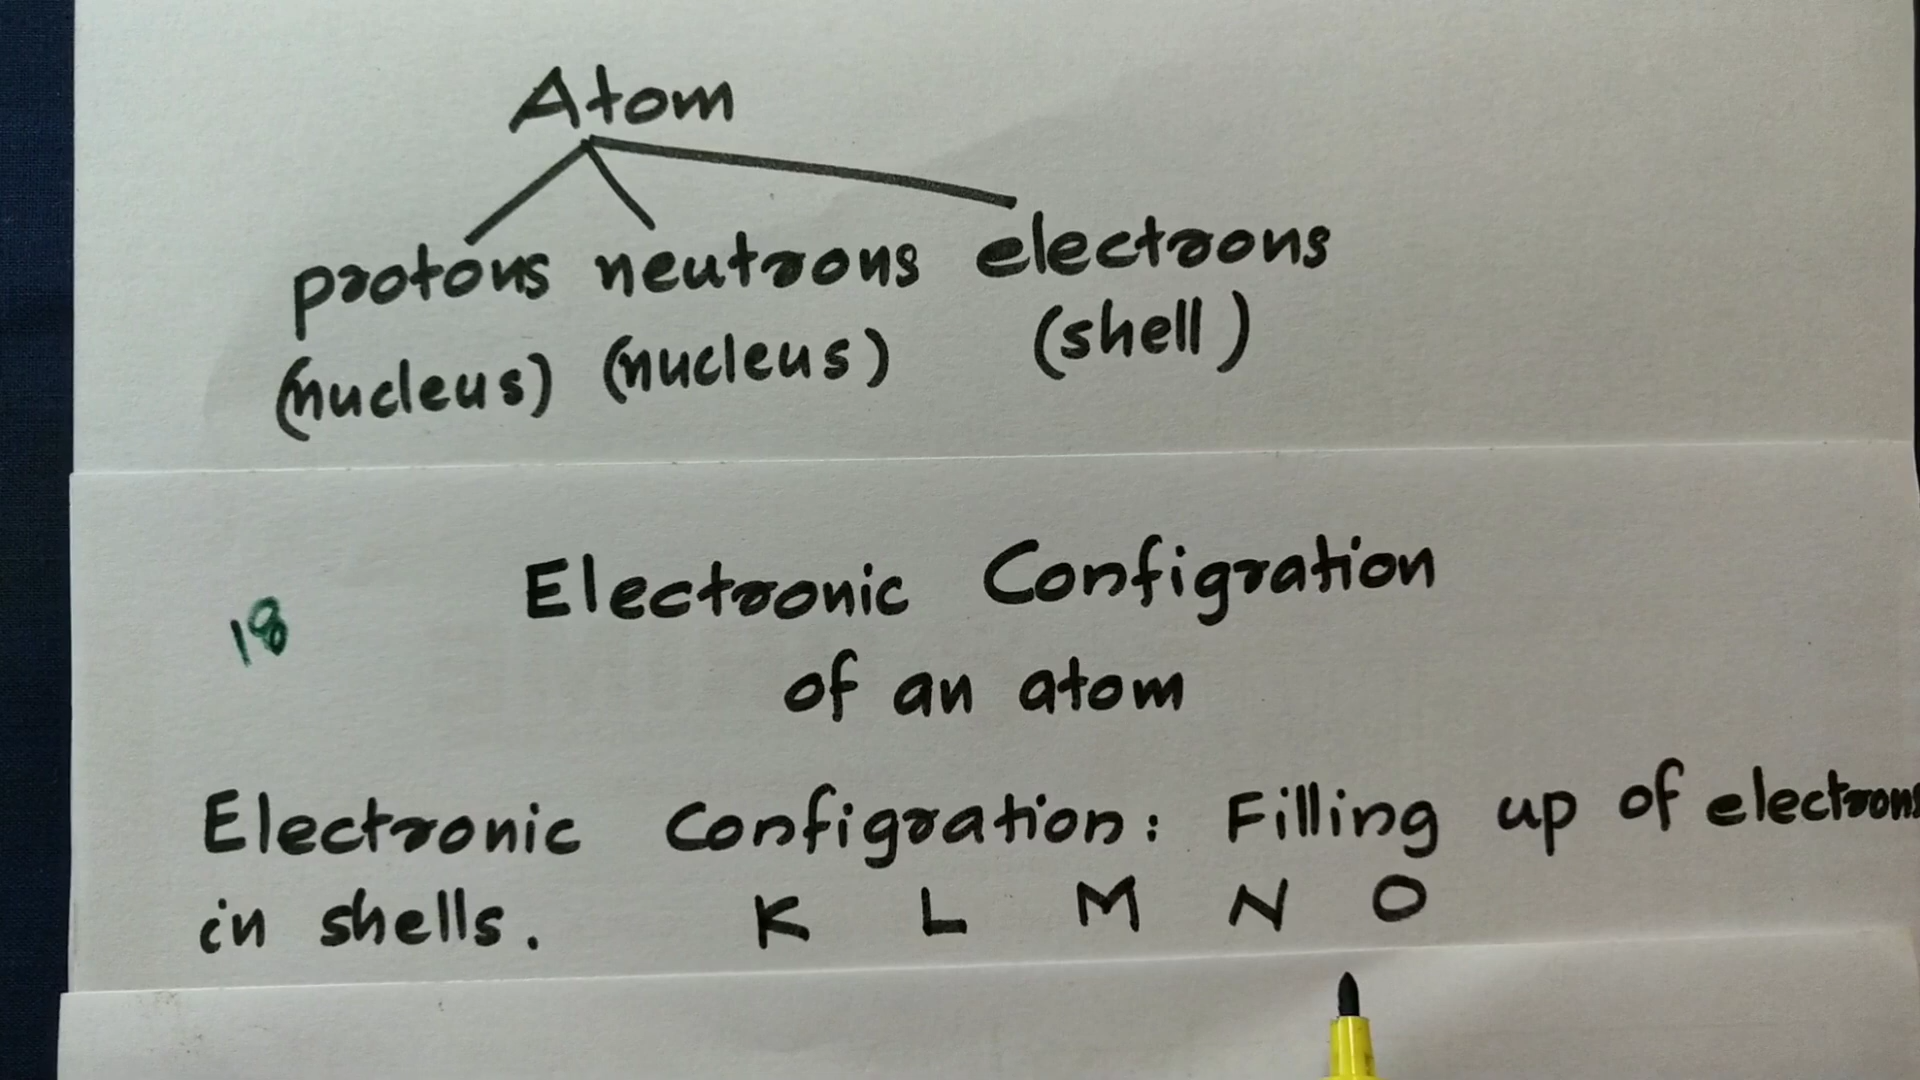 Atom
protons neutrons electrons
(nucleus) (nucleus) (shell)
18
Electronic Configration
of an atom
Electronic Configration: Filling up of electrons
in shells. K L M N O